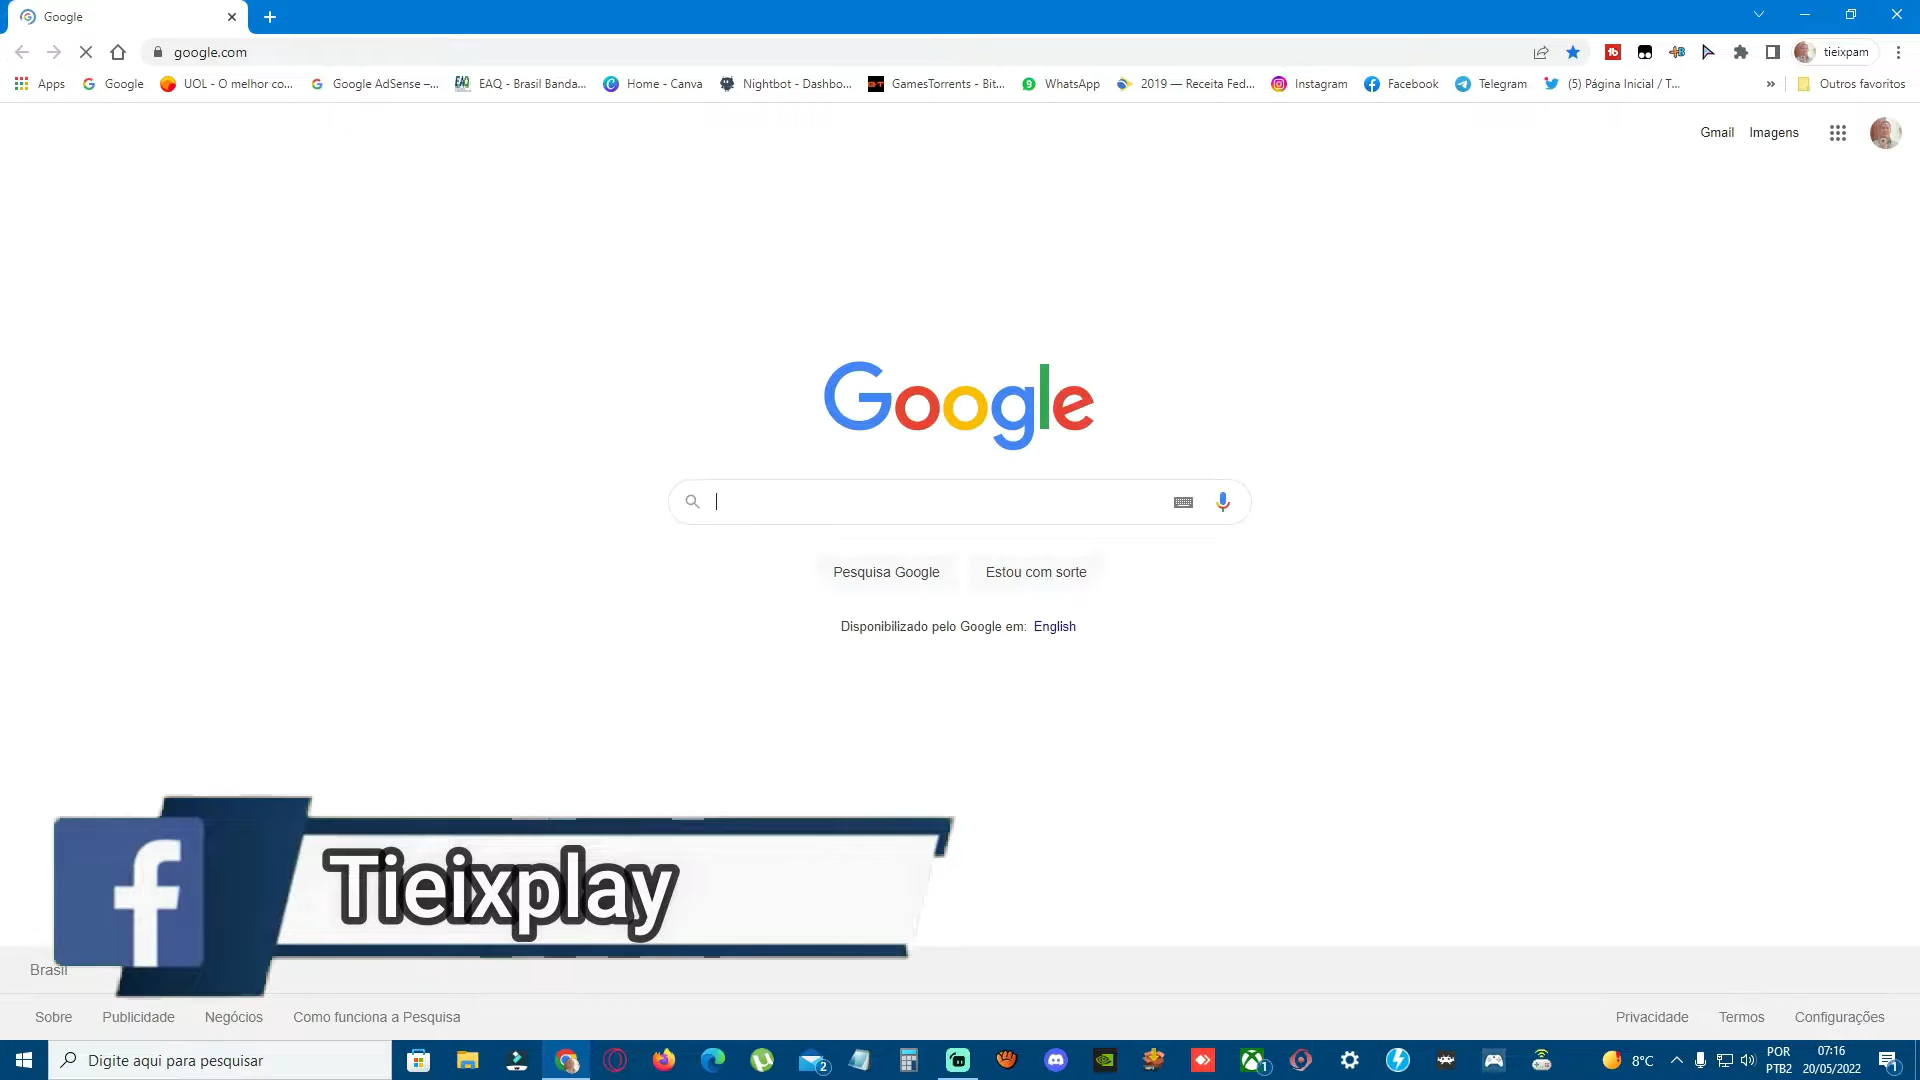 Google
google.com
tieixpam
Apps
Google
UOL - O melhor co...
Google AdSense –...
EAQ - Brasil Banda...
Home - Canva
Nightbot - Dashbo...
GamesTorrents - Bit...
WhatsApp
2019 — Receita Fed...
Instagram
Facebook
Telegram
(5) Página Inicial / T...
»
Outros favoritos
Gmail
Imagens
Google
Pesquisa Google
Estou com sorte
Disponibilizado pelo Google em: English
Tieixplay
Brasil
Sobre
Publicidade
Negócios
Como funciona a Pesquisa
Privacidade
Termos
Configurações
Digite aqui para pesquisar
2
1
8°C
POR
PTB2
07:16
20/05/2022
1